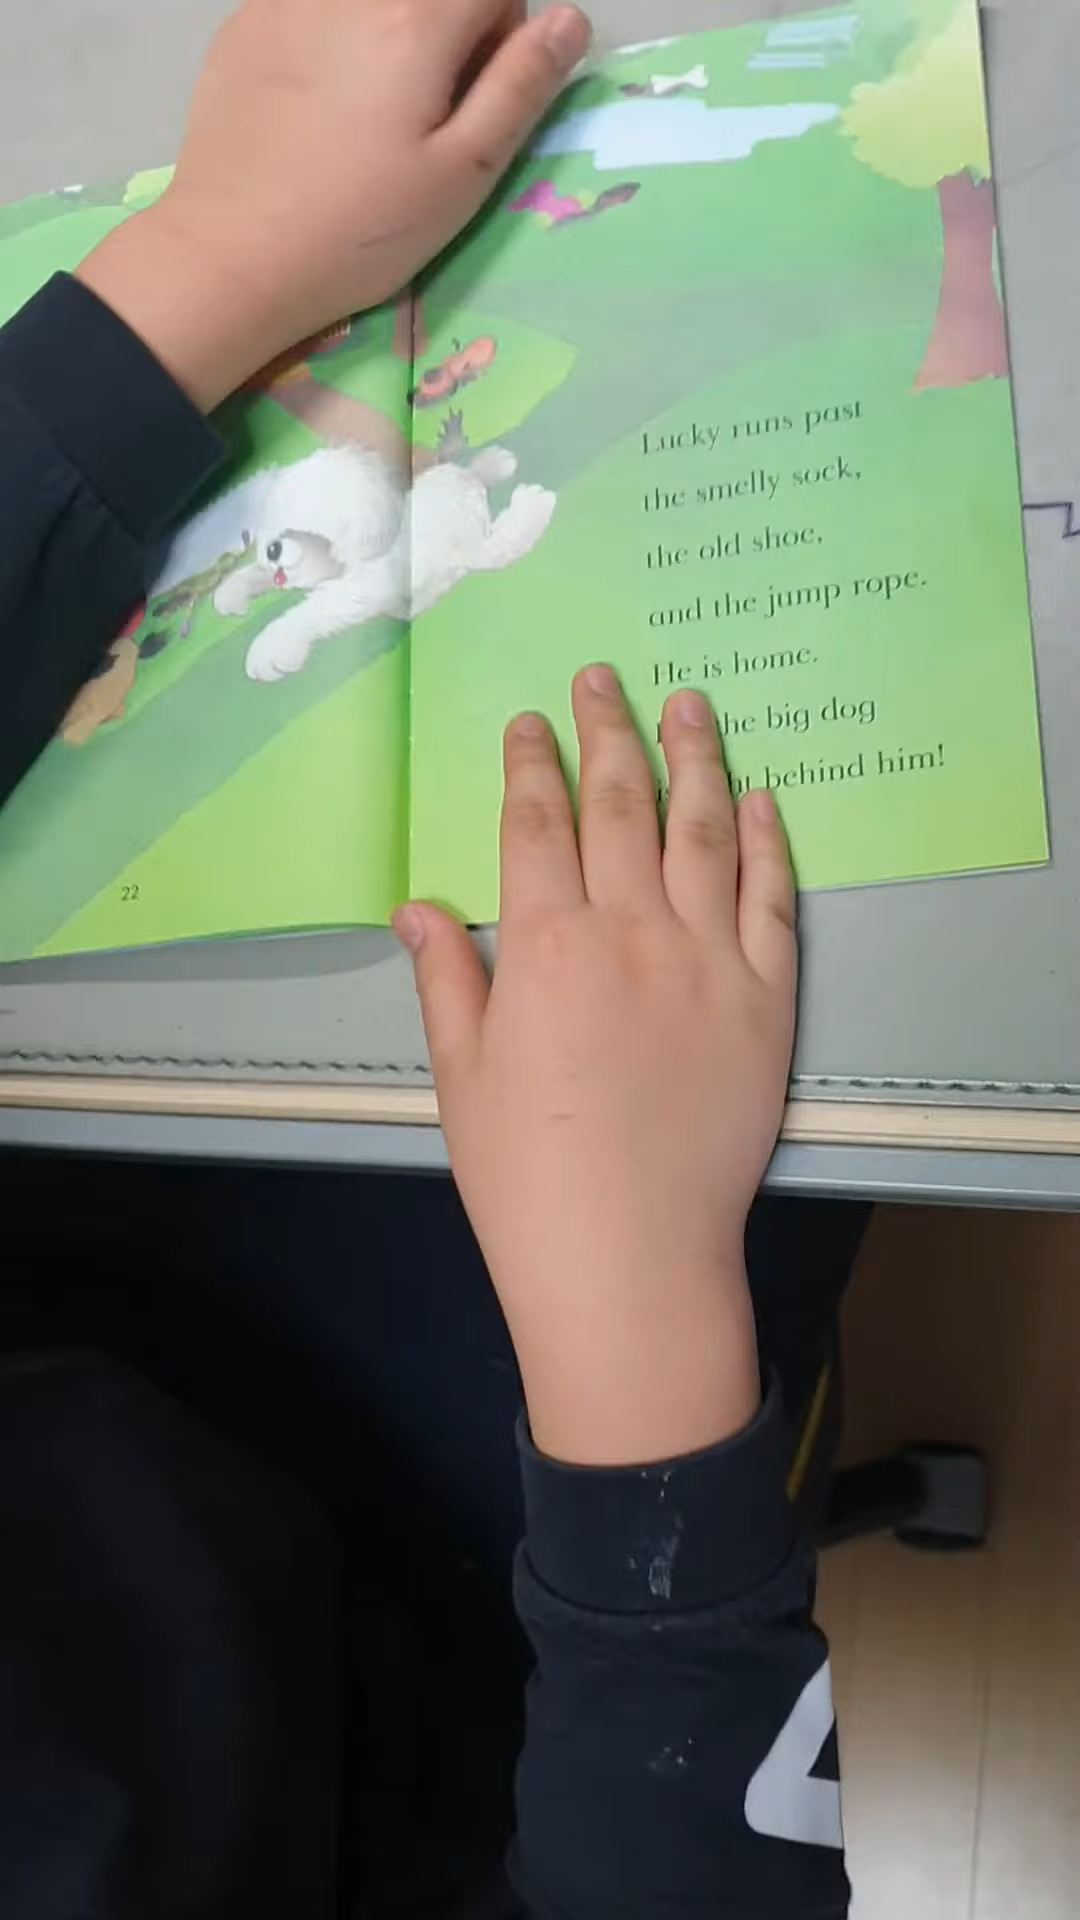 Lucky runs past
the smelly sock,
the old shoe,
and the jump rope.
He is home.
the big dog
behind him!
22